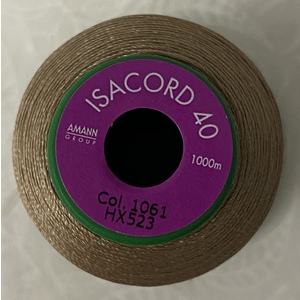 ISACORD 40
AMANN
GROUP
1000m
Col. 1061
HX523